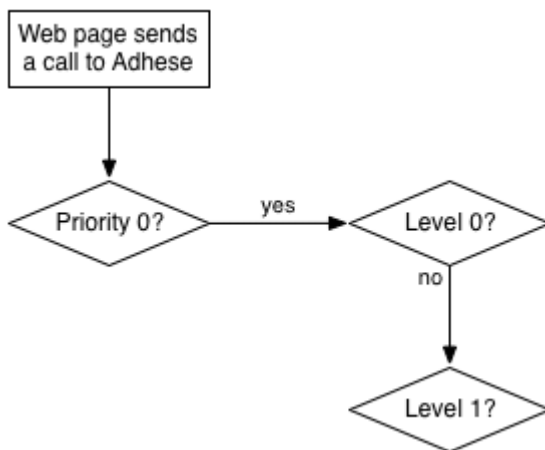 Web page sends
a call to Adhese
Priority 0?
yes
Level 0?
no
Level 1?